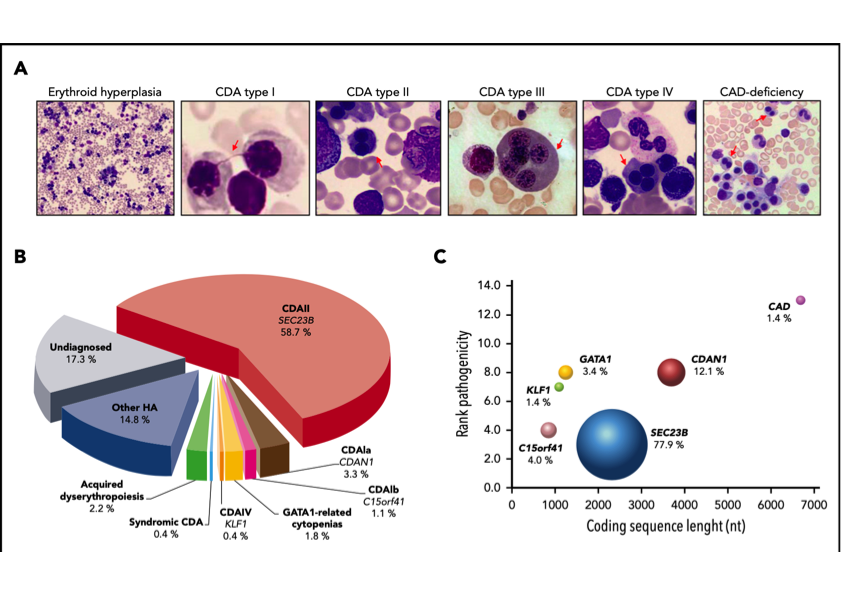 A
Erythroid hyperplasia
CDA type I
CDA type II
CDA type III
CDA type IV
CAD-deficiency
B
CDAII
SEC23B
58.7 %
Undiagnosed
17.3 %
Other HA
14.8 %
Acquired
dyserythropoiesis
2.2 %
Syndromic CDA
0.4 %
CDAIV
KLF1
0.4 %
GATA1-related
cytopenias
1.8 %
CDAIb
C15orf41
1.1 %
CDAIa
CDAN1
3.3 %
C
Rank pathogenicity
14.0
12.0
10.0
8.0
6.0
4.0
2.0
0.0
CAD
1.4 %
GATA1
3.4 %
CDAN1
12.1 %
KLF1
1.4 %
C15orf41
4.0 %
SEC23B
77.9 %
0
1000
2000
3000
4000
5000
6000
7000
Coding sequence lenght (nt)